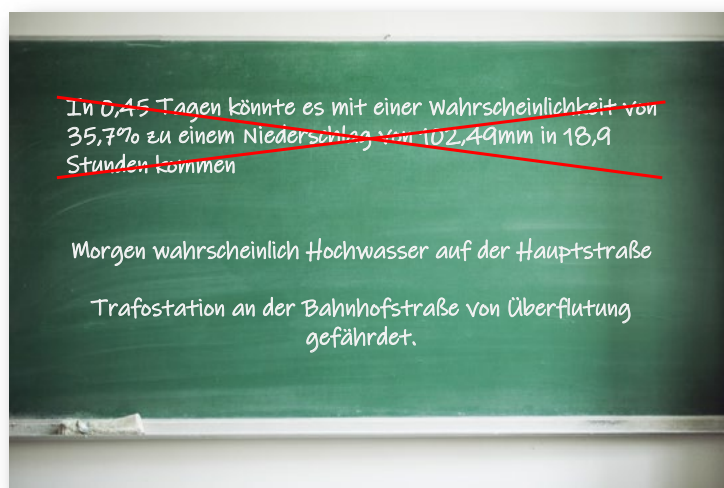 In 0,45 Tagen könnte es mit einer Wahrscheinlichkeit von
35,7% zu einem Niederschlag von 102,49mm in 18,9
Stunden kommen
Morgen wahrscheinlich Hochwasser auf der Hauptstraße
Trafostation an der Bahnhofstraße von Überflutung
gefährdet.